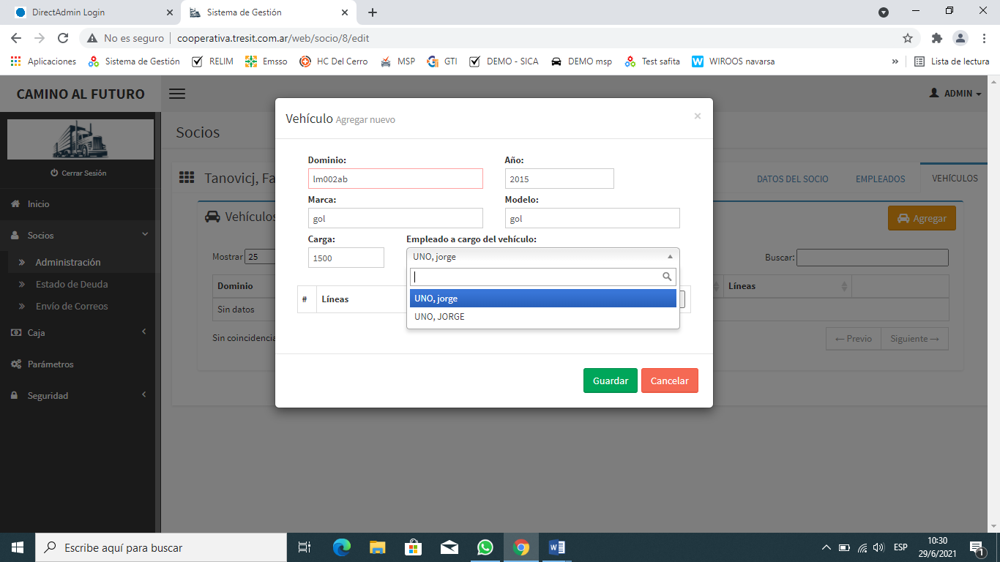 DirectAdmin Login
Sistema de Gestión
No es seguro
cooperativa.tresit.com.ar/web/socio/8/edit
Aplicaciones
Sistema de Gestión
RELIM
Emsso
HC Del Cerro
MSP
GTI
DEMO - SICA
DEMO msp
Test safita
WIROOS navarsa
»
Lista de lectura
CAMINO AL FUTURO
ADMIN
Cerrar Sesión
Inicio
Socios
Administración
Estado de Deuda
Envío de Correos
Caja
Parámetros
Seguridad
Socios
Tanovicj, Fa
DATOS DEL SOCIO
EMPLEADOS
VEHÍCULOS
Vehículos
Agregar
Mostrar 25
Buscar:
Dominio
Líneas
Sin datos
Sin coincidencia
← Previo
Siguiente →
Vehículo Agregar nuevo
×
Dominio:
Año:
lm002ab
2015
Marca:
Modelo:
gol
gol
Carga:
Empleado a cargo del vehículo:
1500
UNO, jorge
UNO, jorge
UNO, JORGE
#
Líneas
Guardar
Cancelar
Escribe aquí para buscar
ESP
10:30
29/6/2021
1